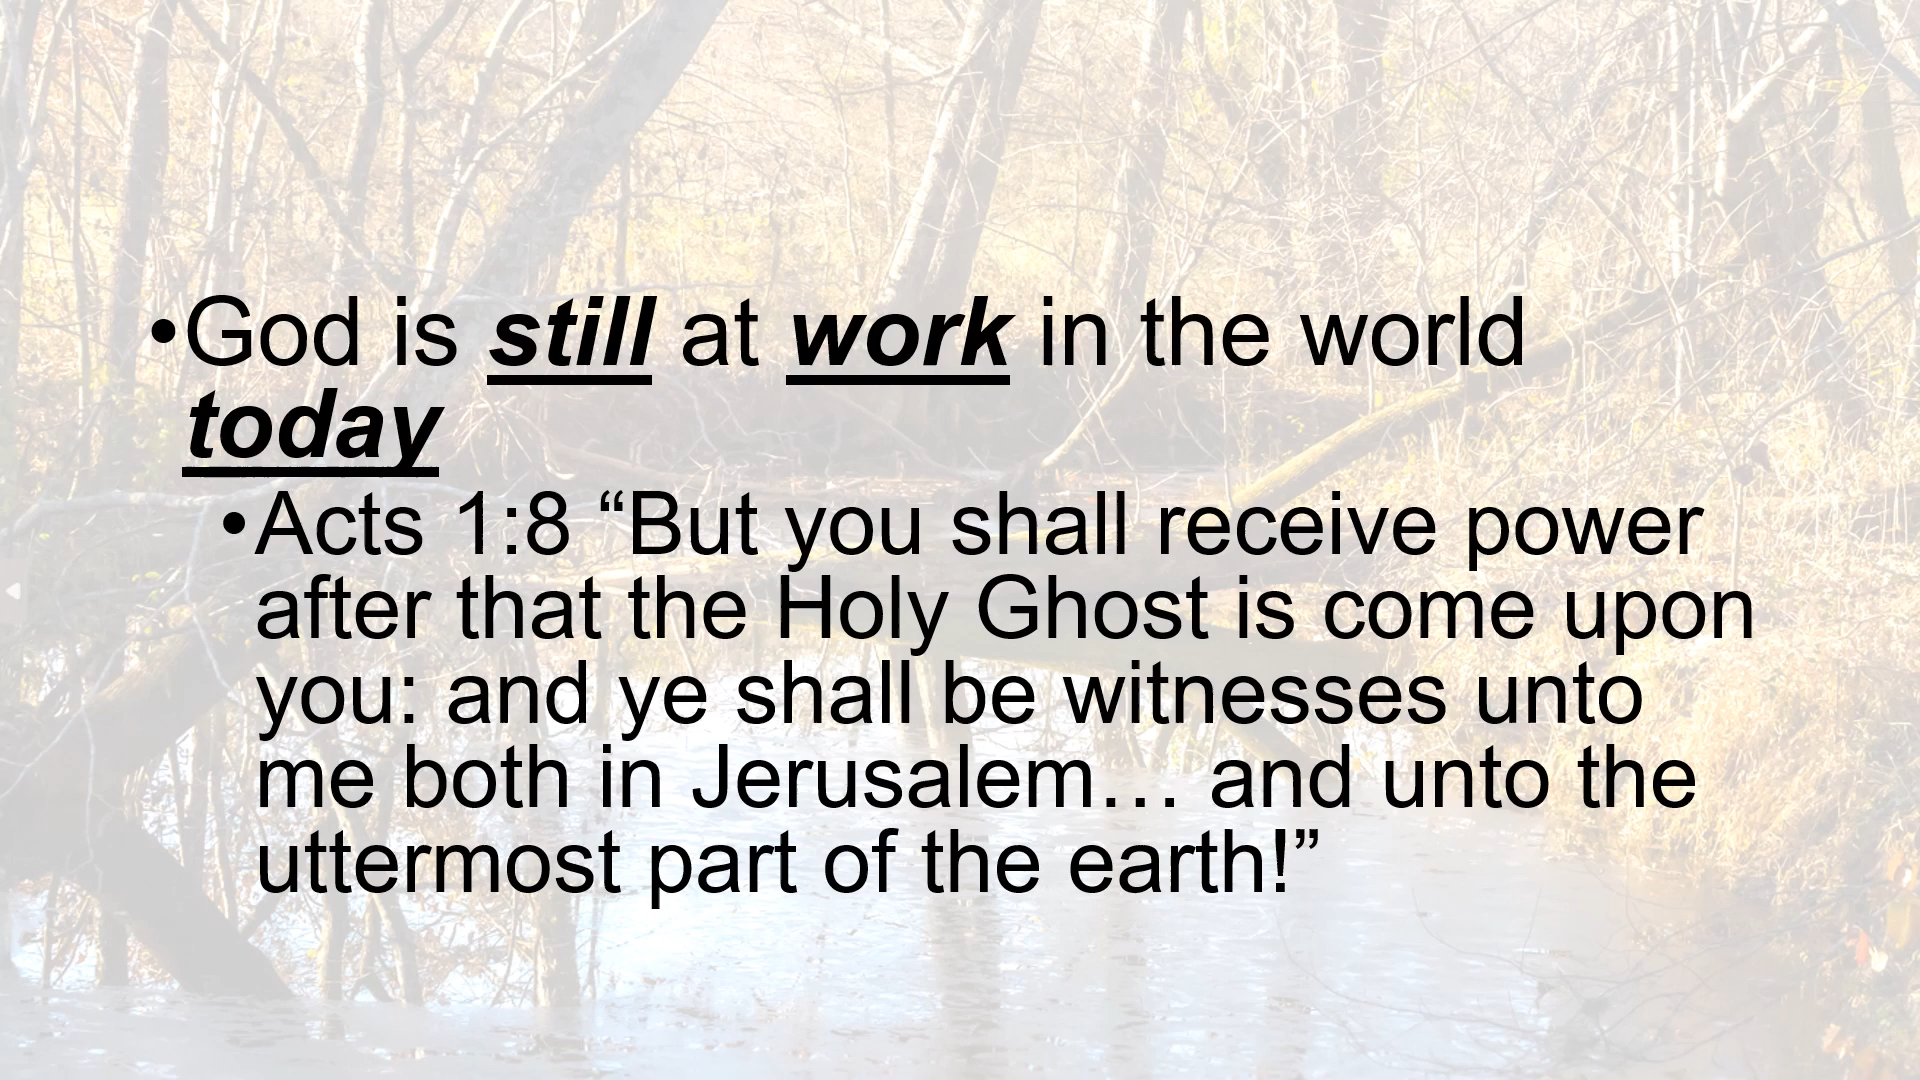 •God is still at work in the world
today
•Acts 1:8 “But you shall receive power
after that the Holy Ghost is come upon
you: and ye shall be witnesses unto
me both in Jerusalem… and unto the
uttermost part of the earth!”